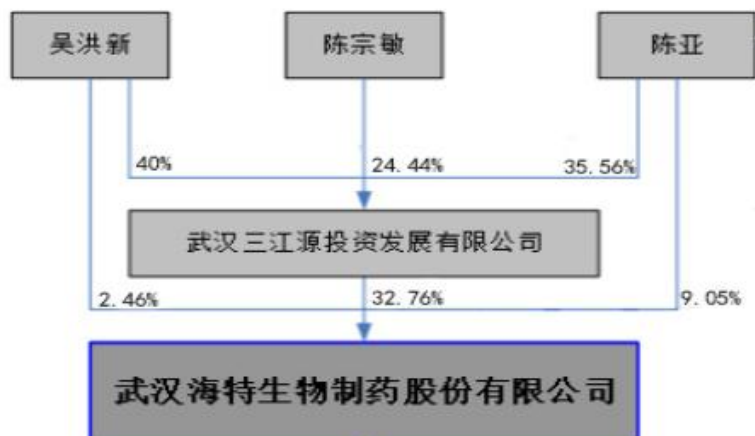 吴洪新
陈宗敏
陈亚
40%
24.44%
35.56%
武汉三江源投资发展有限公司
2.46%
32.76%
9.05%
武汉海特生物制药股份有限公司